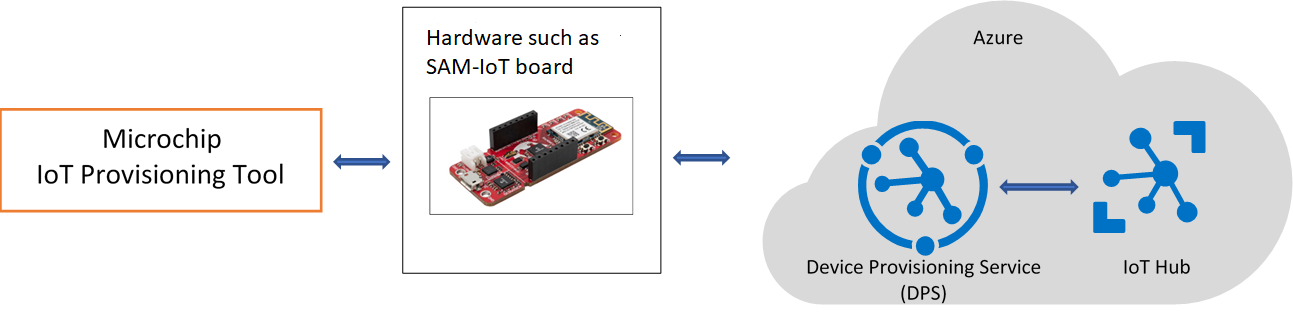 Microchip
IoT Provisioning Tool
Hardware such as
SAM-IoT board
Azure
Device Provisioning Service
(DPS)
IoT Hub